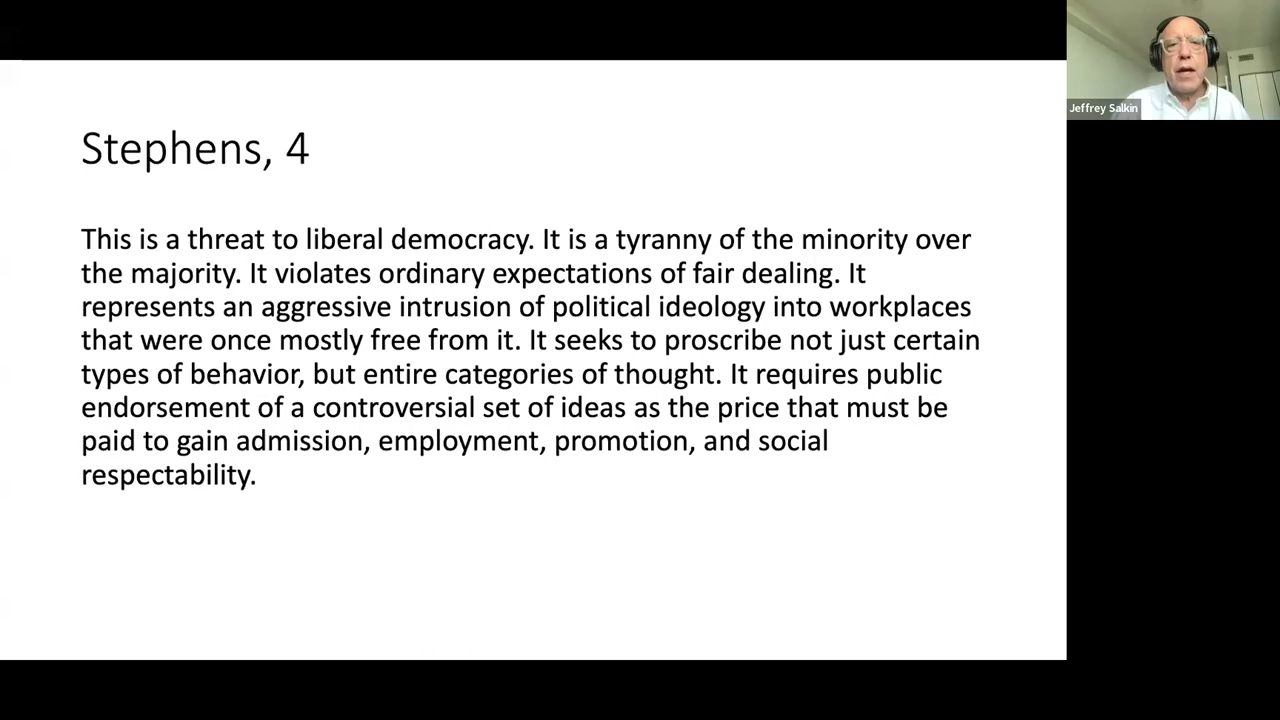 Stephens, 4
This is a threat to liberal democracy. It is a tyranny of the minority over
the majority. It violates ordinary expectations of fair dealing. It
represents an aggressive intrusion of political ideology into workplaces
that were once mostly free from it. It seeks to proscribe not just certain
types of behavior, but entire categories of thought. It requires public
endorsement of a controversial set of ideas as the price that must be
paid to gain admission, employment, promotion, and social
respectability.
Jeffrey Salkin